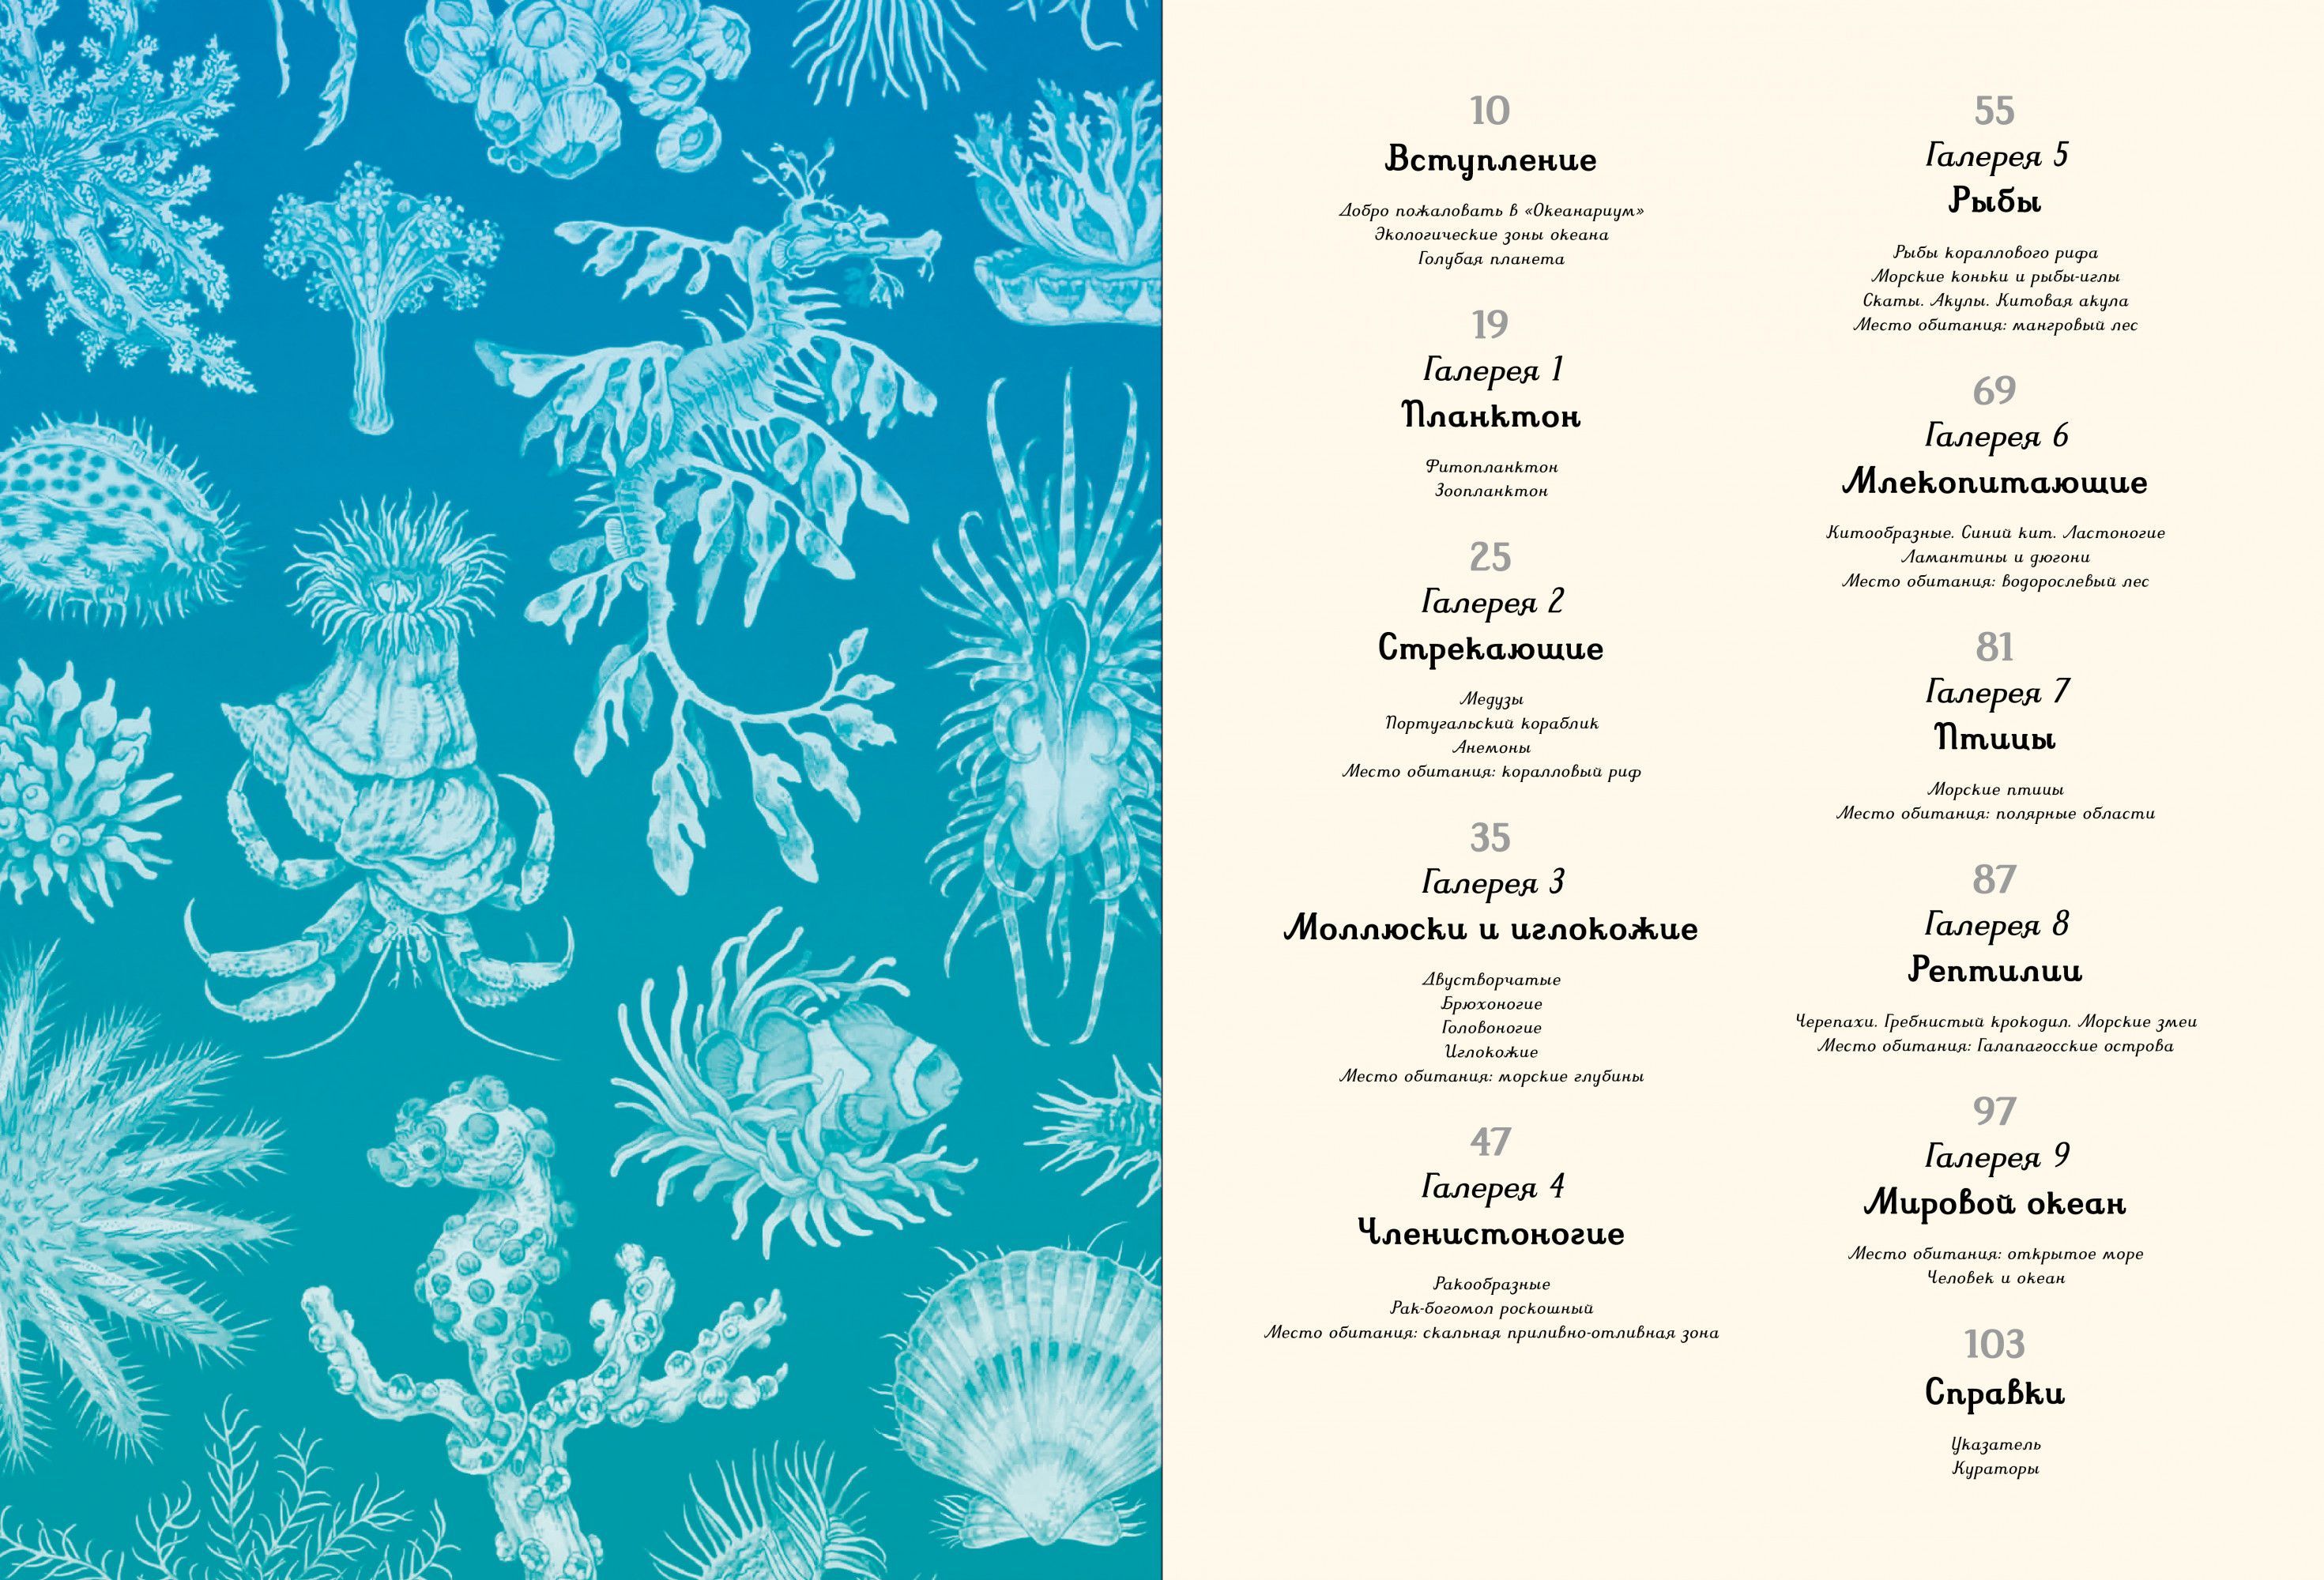 10
Вступление
Добро пожаловать в «Океанариум»
Экологические зоны океана
Голубая планета
19
Галерея 1
Планктон
Фитопланктон
Зоопланктон
25
Галерея 2
Стрекающие
Медузы
Португальский кораблик
Анемоны
Место обитания: коралловый риф
35
Галерея 3
Моллюски и иглокожие
Двустворчатые
Брюхоногие
Головоногие
Иглокожие
Место обитания: морские глубины
47
Галерея 4
Членистоногие
Ракообразные
Рак-богомол роскошный
Место обитания: скальная приливно-отливная зона
55
Галерея 5
Рыбы
Рыбы кораллового рифа
Морские коньки и рыбы-иглы
Скаты. Акулы. Китовая акула
Место обитания: мангровый лес
69
Галерея 6
Млекопитающие
Китообразные. Синий кит. Ластоногие
Ламантины и дюгони
Место обитания: водорослевый лес
81
Галерея 7
Птицы
Морские птицы
Место обитания: полярные области
87
Галерея 8
Рептилии
Черепахи. Гребнистый крокодил. Морские змеи
Место обитания: Галапагосские острова
97
Галерея 9
Мировой океан
Место обитания: открытое море
Человек и океан
103
Справки
Указатель
Кураторы